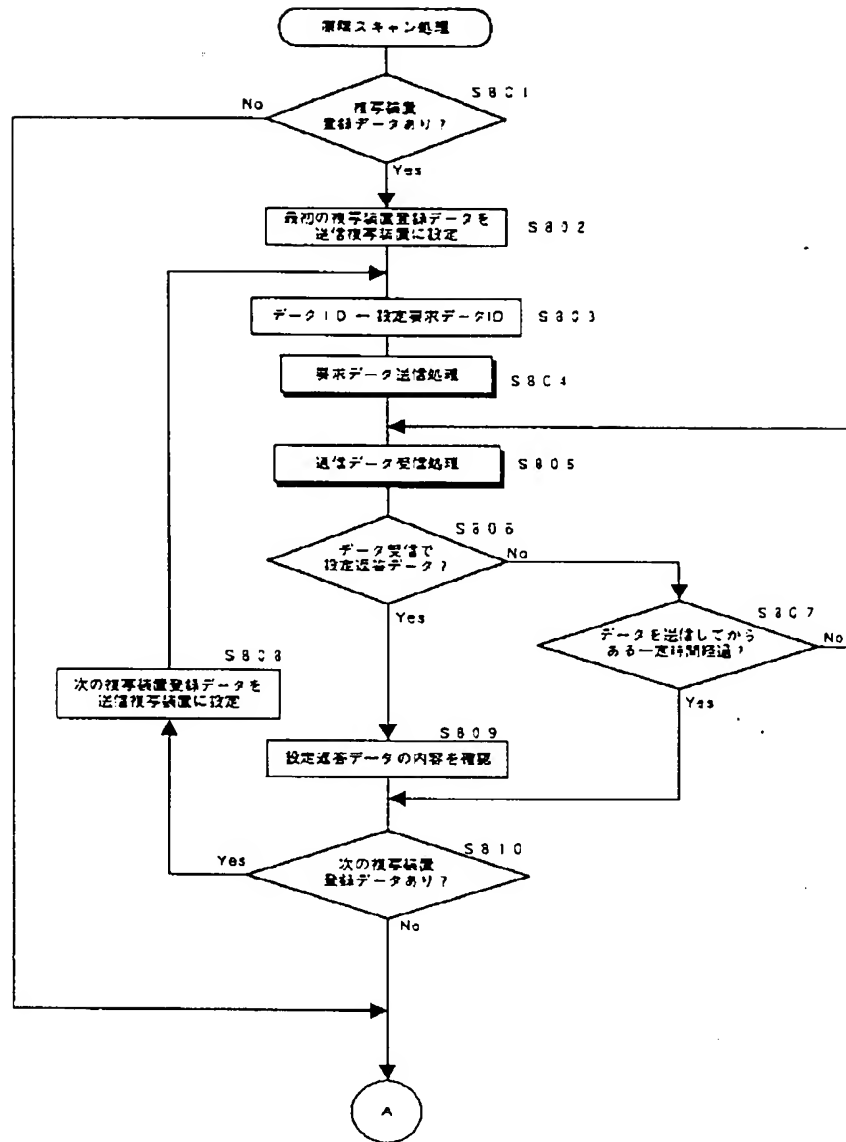 スキャン処理
S801
No
複写装置
登録データあり?
Yes
最初の複写装置登録データを
送信複写装置に設定
S802
データID ← 設定要求データID
S803
要求データ送信処理
S804
通信データ受信処理
S805
S806
データ受信で
設定返答データ?
No
Yes
S807
データを送信してから
ある一定時間経過?
No
Yes
S808
次の複写装置登録データを
送信複写装置に設定
S809
設定返答データの内容を確認
S810
Yes
次の複写装置
登録データあり?
No
A